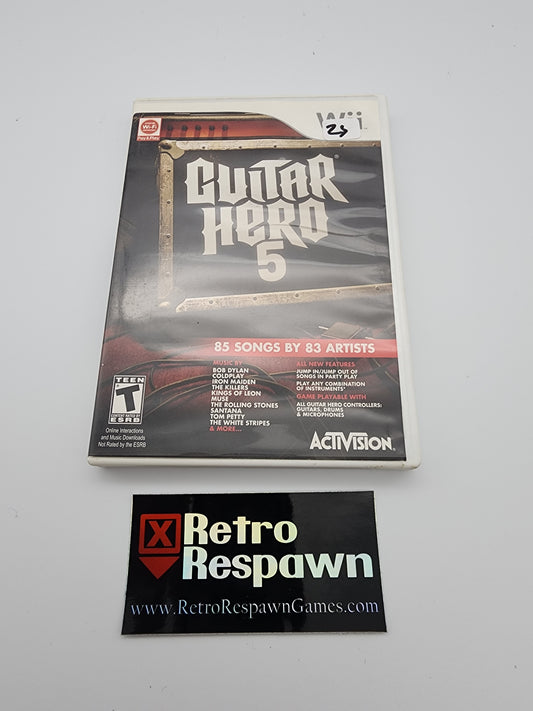 Wi-Fi
Pay & Play
Wii
25
GUITAR
HERO
5
85 SONGS BY 83 ARTISTS
MUSIC BY
BOB DYLAN
COLDPLAY
IRON MAIDEN
THE KILLERS
KINGS OF LEON
MUSE
THE ROLLING STONES
SANTANA
TOM PETTY
THE WHITE STRIPES
& MORE...
ALL NEW FEATURES
JUMP IN/JUMP OUT OF
SONGS IN PARTY PLAY
PLAY ANY COMBINATION
OF INSTRUMENTS*
GAME PLAYABLE WITH
ALL GUITAR HERO CONTROLLERS:
GUITARS, DRUMS
& MICROPHONES
TEEN
T
CONTENT RATED BY
ESRB
Online Interactions
and Music Downloads
Not Rated by the ESRB
ACTIVISION
X Retro
Respawn
www.RetroRespawnGames.com